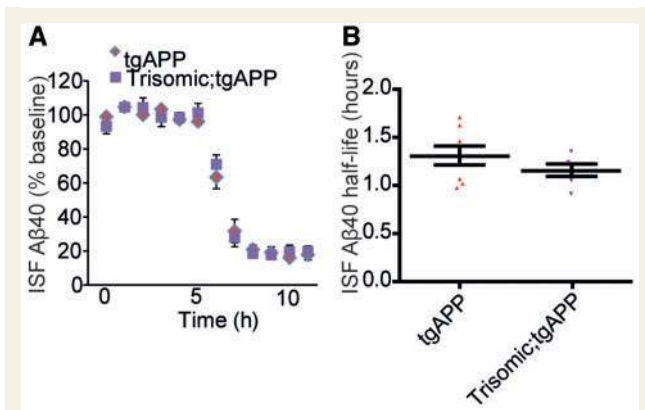 A
tgAPP
Trisomic;tgAPP
ISF Aβ40 (% baseline)
120
100
80
60
40
20
0
0
5
10
Time (h)
B
ISF Aβ40 half-life (hours)
2.0
1.5
1.0
0.5
0.0
tgAPP
Trisomic;tgAPP